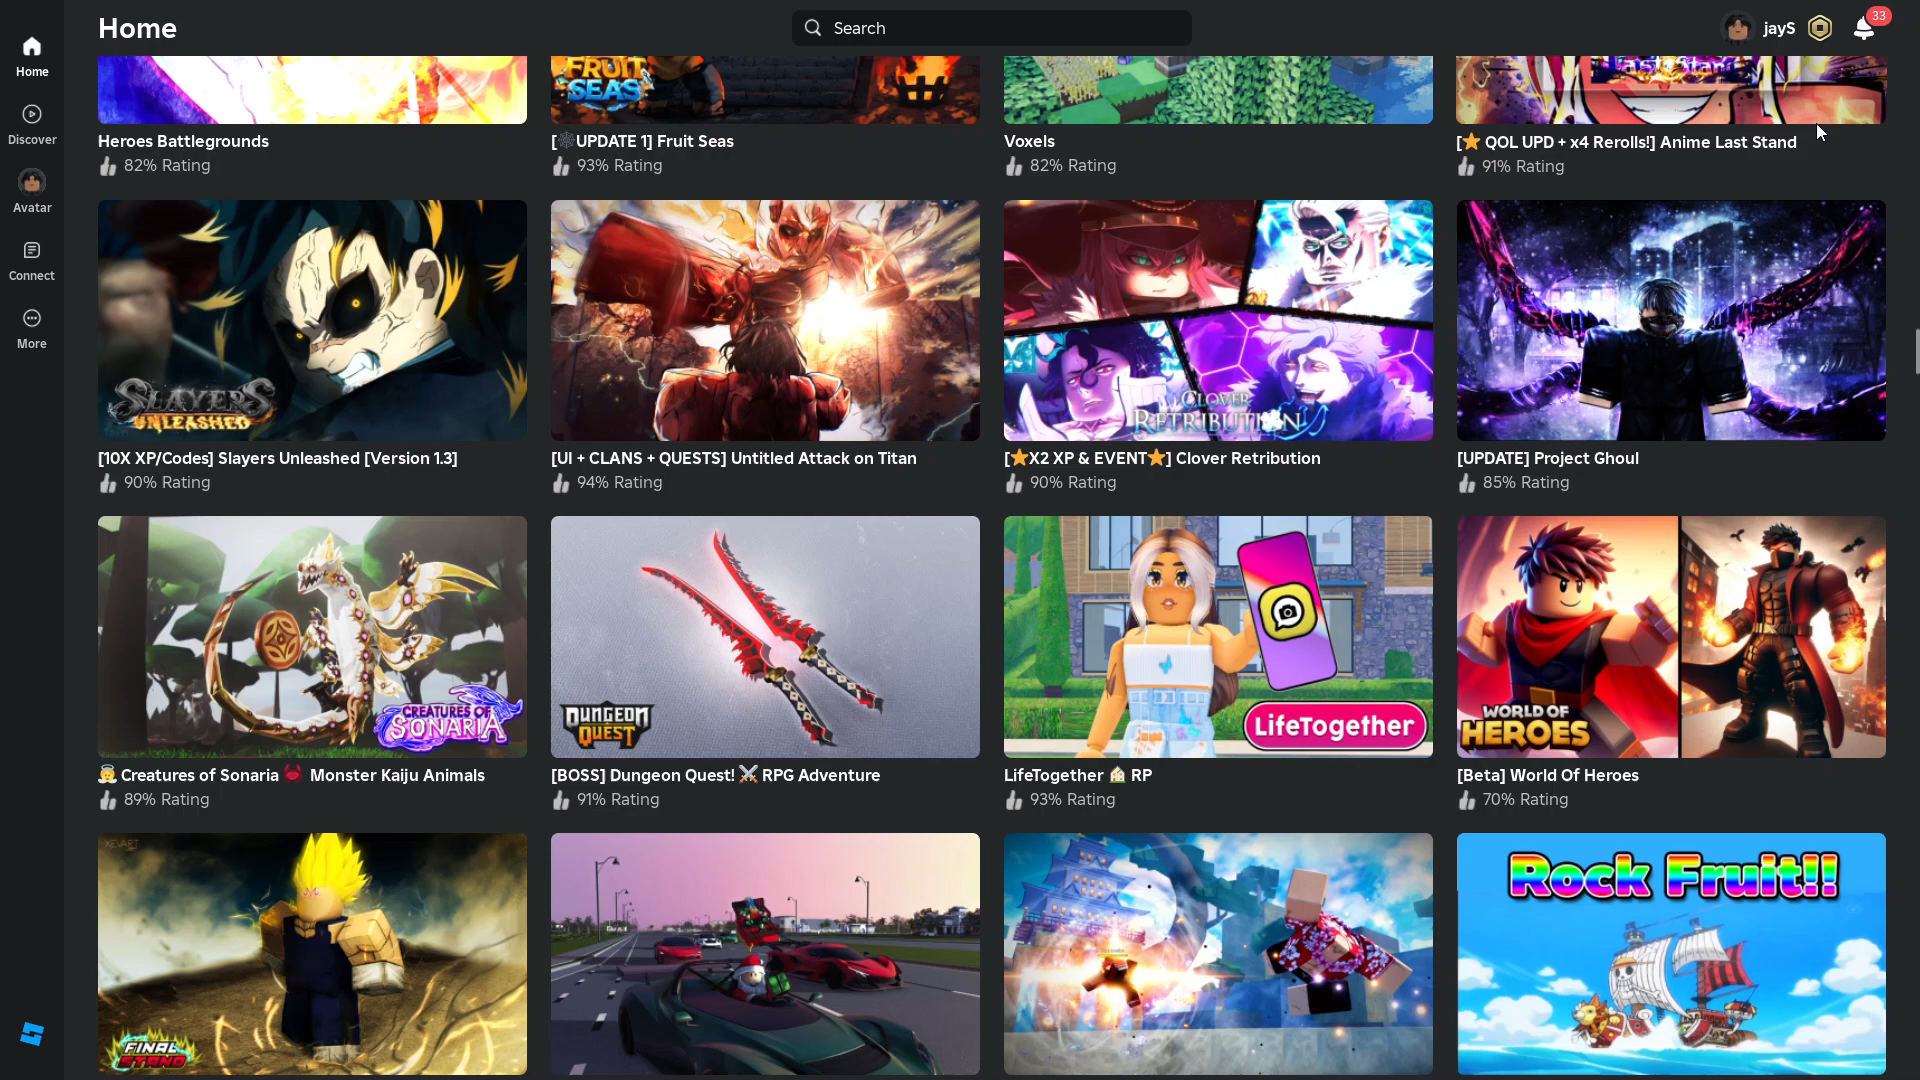 Home
Search
jayS
33
Home
Discover
Avatar
Connect
More
FRUIT
SEAS
Heroes Battlegrounds
82% Rating
[🕸️UPDATE 1] Fruit Seas
93% Rating
Voxels
82% Rating
[⭐ QOL UPD + x4 Rerolls!] Anime Last Stand
91% Rating
SLAYERS
UNLEASHED
[10X XP/Codes] Slayers Unleashed [Version 1.3]
90% Rating
[UI + CLANS + QUESTS] Untitled Attack on Titan
94% Rating
CLOVER
RETRIBUTION
[⭐X2 XP & EVENT⭐] Clover Retribution
90% Rating
[UPDATE] Project Ghoul
85% Rating
CREATURES OF
SONARIA
😇 Creatures of Sonaria 🦀 Monster Kaiju Animals
89% Rating
DUNGEON
QUEST
[BOSS] Dungeon Quest! ⚔️ RPG Adventure
91% Rating
LifeTogether
LifeTogether 🏠 RP
93% Rating
WORLD OF
HEROES
[Beta] World Of Heroes
70% Rating
XEVART
FINAL
STAND
Rock Fruit!!